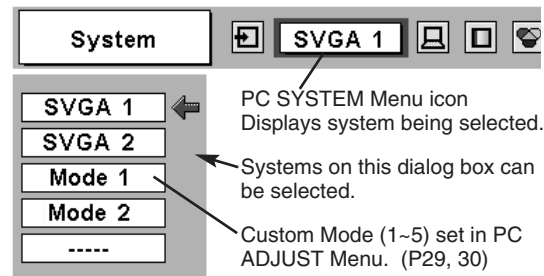 System
SVGA 1
SVGA 1
SVGA 2
Mode 1
Mode 2
-----
PC SYSTEM Menu icon
Displays system being selected.
Systems on this dialog box can
be selected.
Custom Mode (1~5) set in PC
ADJUST Menu. (P29, 30)